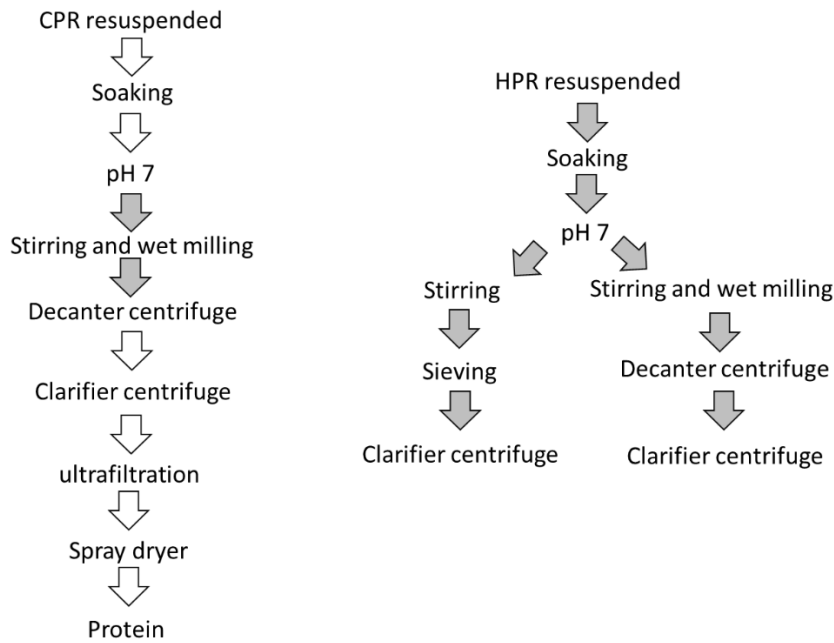 CPR resuspended
Soaking
pH 7
Stirring and wet milling
Decanter centrifuge
Clarifier centrifuge
ultrafiltration
Spray dryer
Protein
HPR resuspended
Soaking
pH 7
Stirring
Sieving
Clarifier centrifuge
Stirring and wet milling
Decanter centrifuge
Clarifier centrifuge